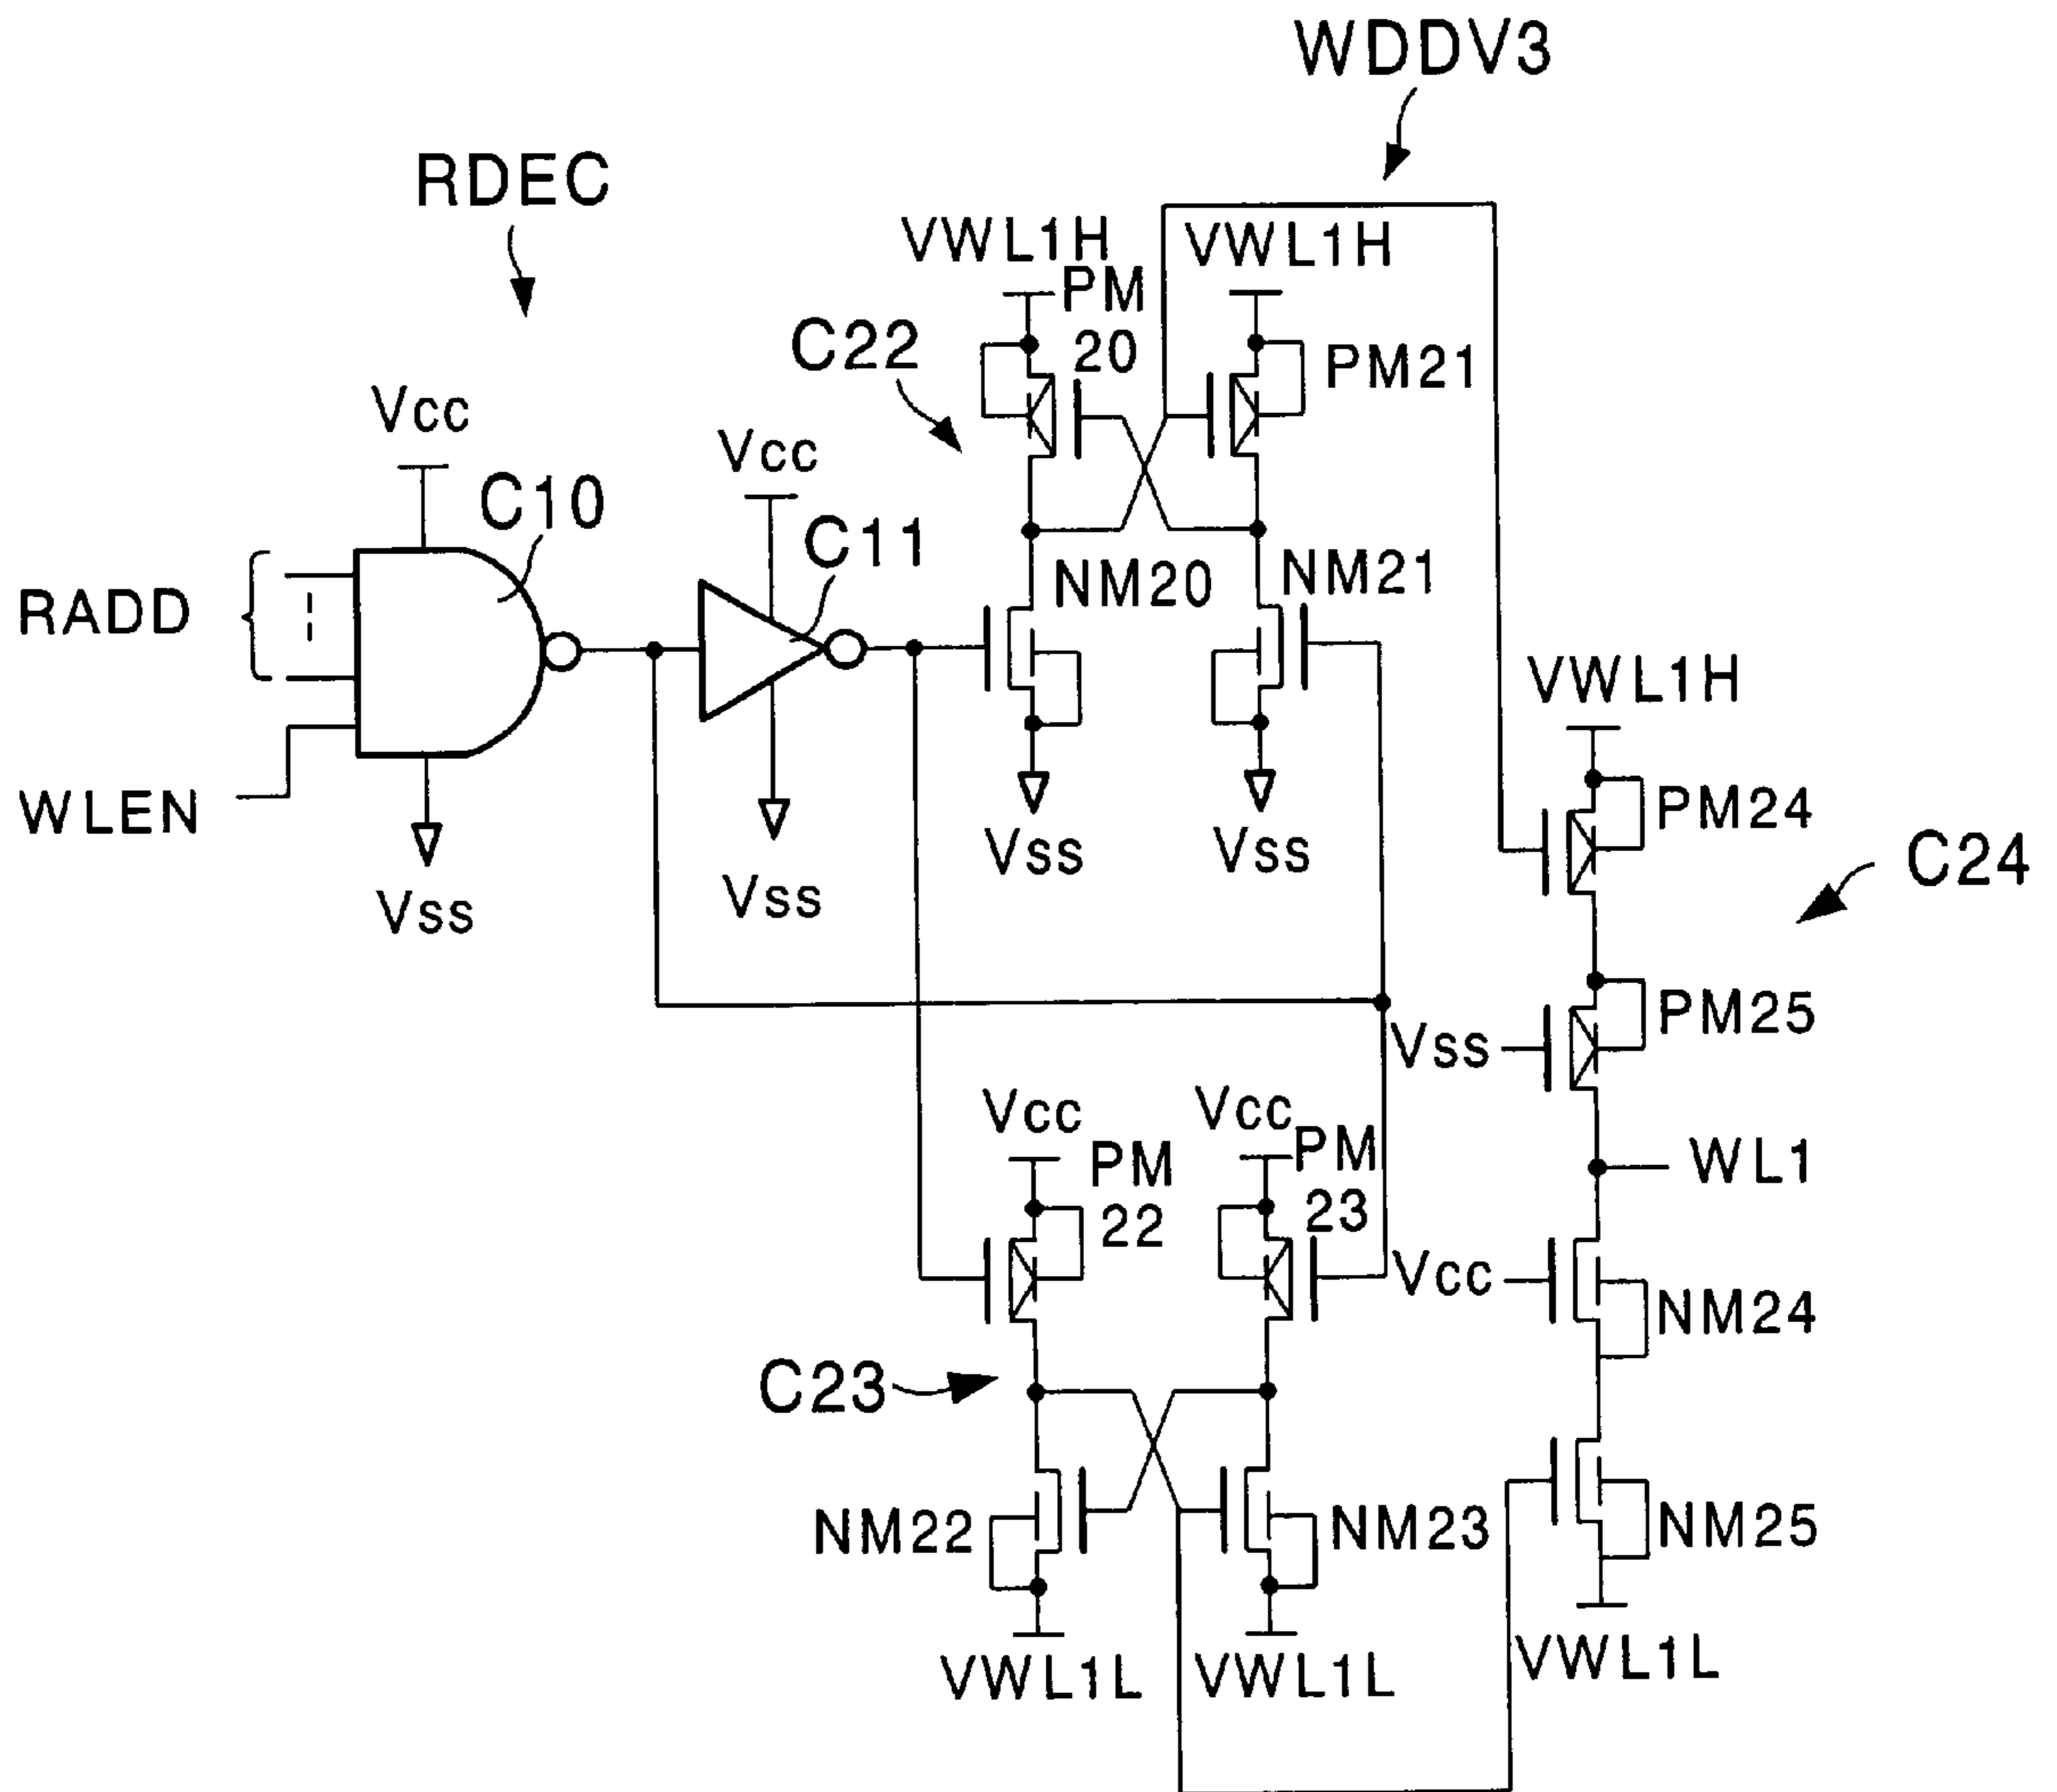 WDDV3
RDEC
VWL1H
VWL1H
PM
20
C22
PM21
Vcc
Vcc
C10
C11
NM20
NM21
RADD
WLEN
VWL1H
PM24
C24
Vss
Vss
Vss
Vss
PM25
Vss
Vcc
PM
22
Vcc
PM
23
WL1
Vcc
NM24
C23
NM22
NM23
NM25
VWL1L
VWL1L
VWL1L